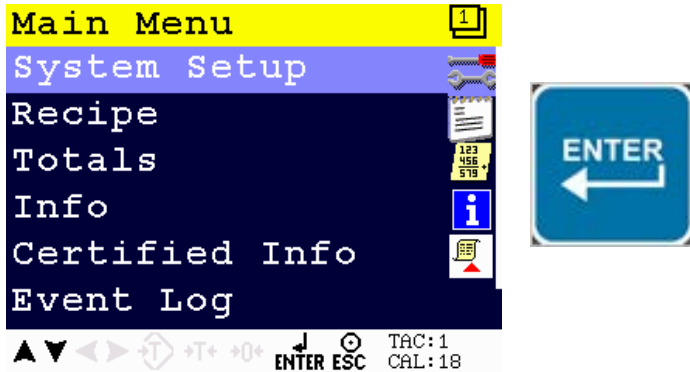 Main Menu 1
System Setup
Recipe
Totals 123 456 579 +
Info i
Certified Info
Event Log
T +T+ +0+ ENTER ESC TAC:1
CAL:18
ENTER